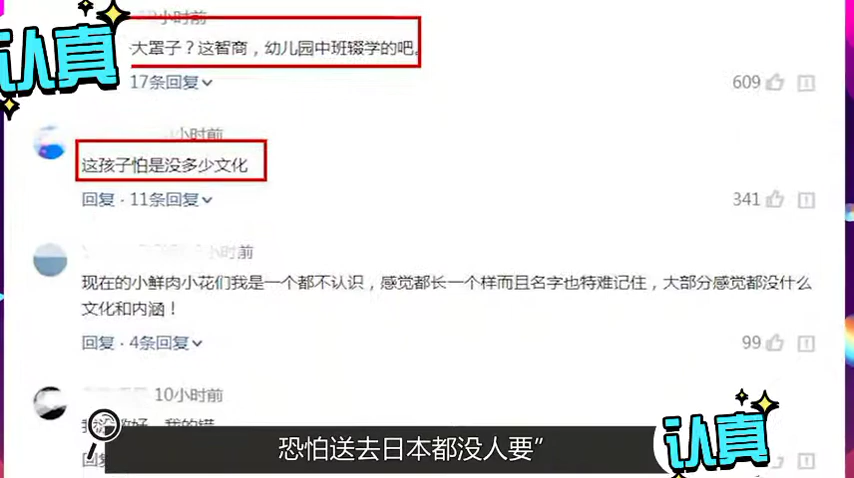 认真
小时前
大罩子？这智商，幼儿园中班辍学的吧。
17条回复
609
小时前
这孩子怕是没多少文化
回复 · 11条回复
341
小时前
现在的小鲜肉小花们我是一个都不认识，感觉都长一个样而且名字也特难记住，大部分感觉都没什么
文化和内涵！
回复 · 4条回复
99
10小时前
恐怕送去日本都没人要”
认真